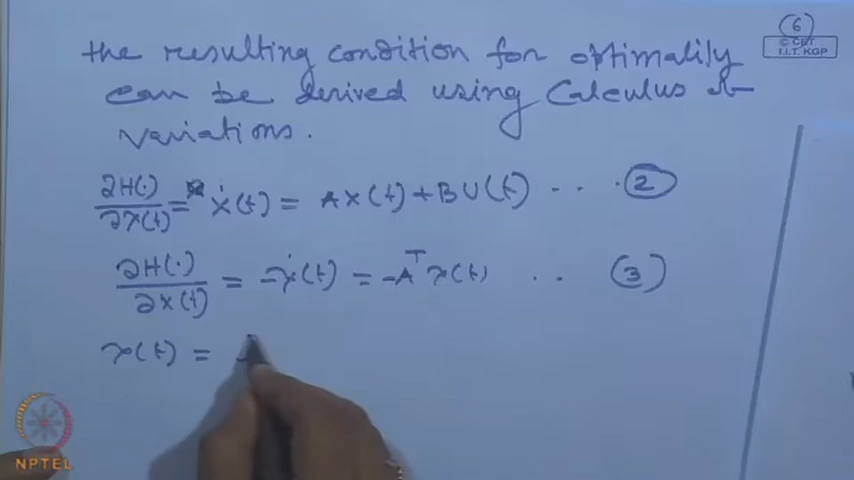 6
© CET
I.I.T. KGP
the resulting condition for optimality
can be derived using Calculus of
variations.
∂H(·)/∂λ(t) = ẋ(t) = Ax(t) + BU(t) -- · (2)
∂H(·)/∂x(t) = -λ̇(t) = -Aᵀλ(t) .. (3)
λ(t) =
NPTEL